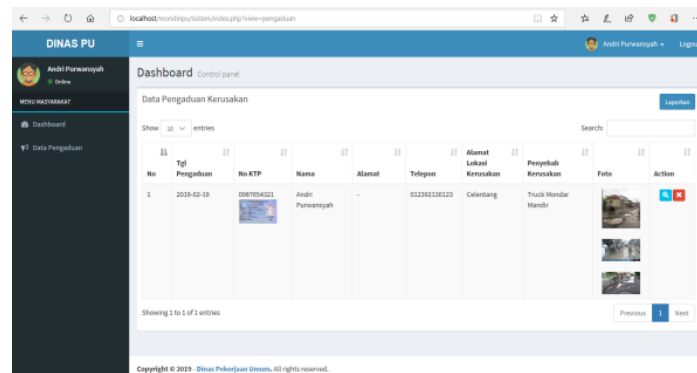 localhost/mondinpu/sistem/index.php?view=pengaduan
DINAS PU
Andri Purwansyah
Logou
Andri Purwansyah
Online
Dashboard Control panel
MENU MASYARAKAT
Dashboard
Data Pengaduan
Data Pengaduan Kerusakan
Laporkan
Show 10 entries
Search:
No
Tgl Pengaduan
No KTP
Nama
Alamat
Telepon
Alamat Lokasi Kerusakan
Penyebab Kerusakan
Foto
Action
1
2019-02-19
0987654321
Andri Purwansyah
-
012382130123
Celentang
Truck Mondar Mandir
Showing 1 to 1 of 1 entries
Previous 1 Next
Copyright © 2019 - Dinas Pekerjaan Umum. All rights reserved.